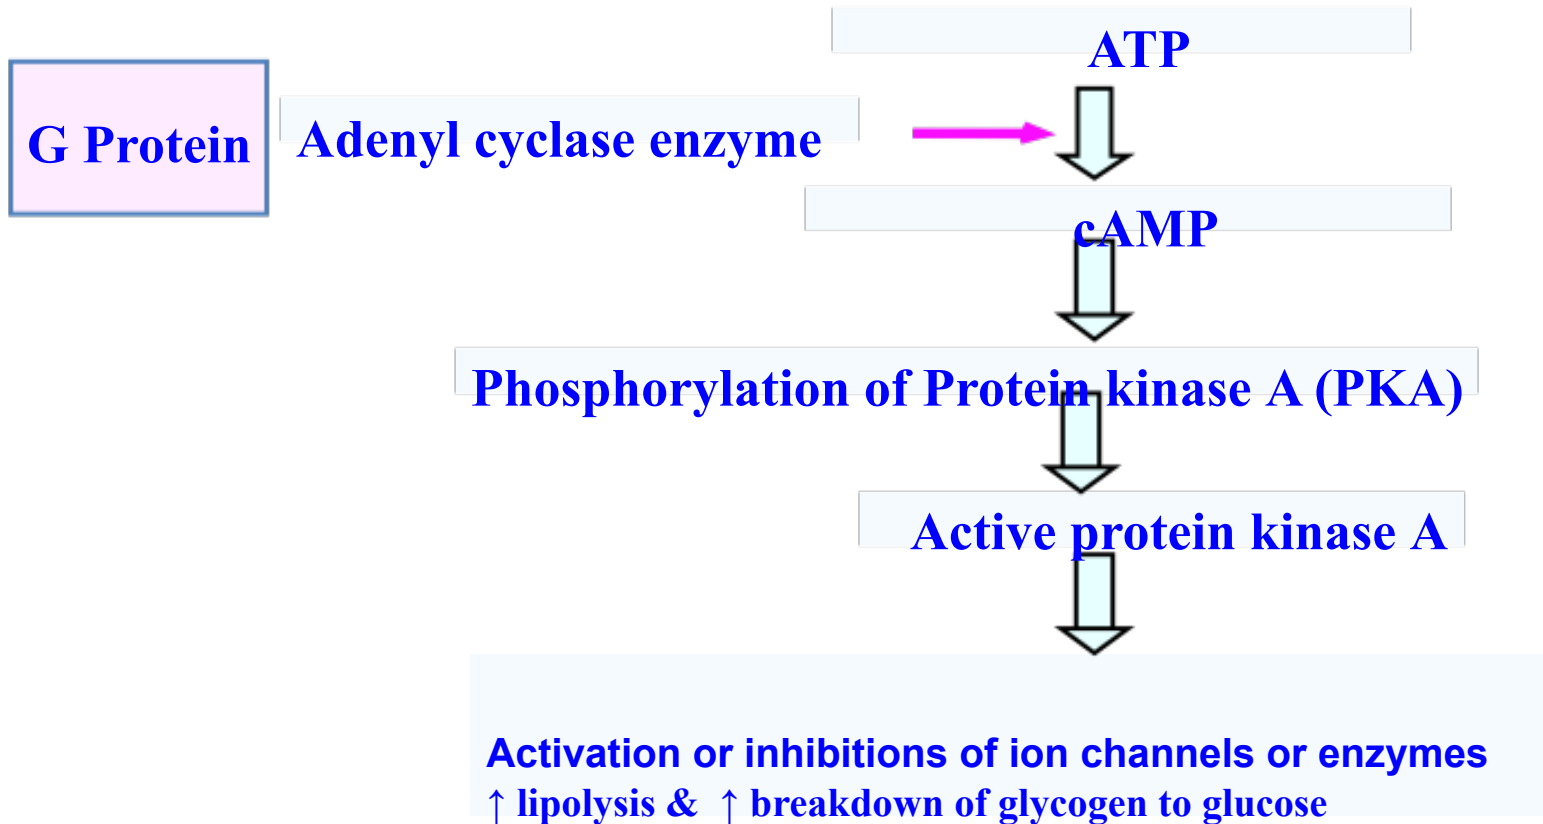 ATP
G Protein
Adenyl cyclase enzyme
cAMP
Phosphorylation of Protein kinase A (PKA)
Active protein kinase A
Activation or inhibitions of ion channels or enzymes
↑ lipolysis & ↑ breakdown of glycogen to glucose